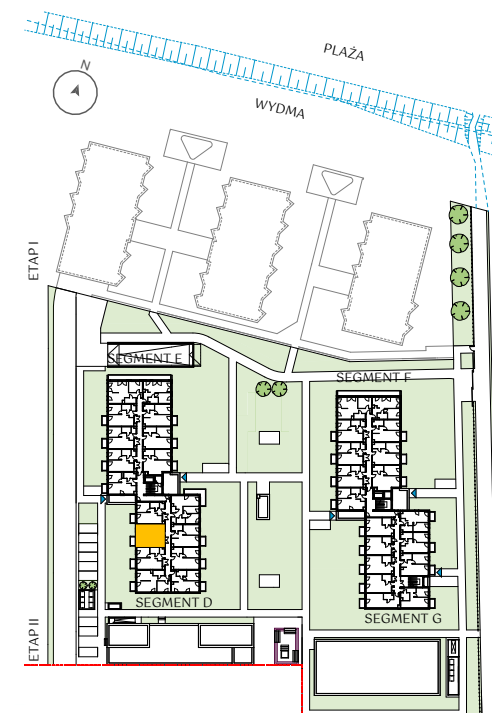 PLAŻA
N
WYDMA
ETAP I
SEGMENT E
SEGMENT F
SEGMENT D
SEGMENT G
ETAP II